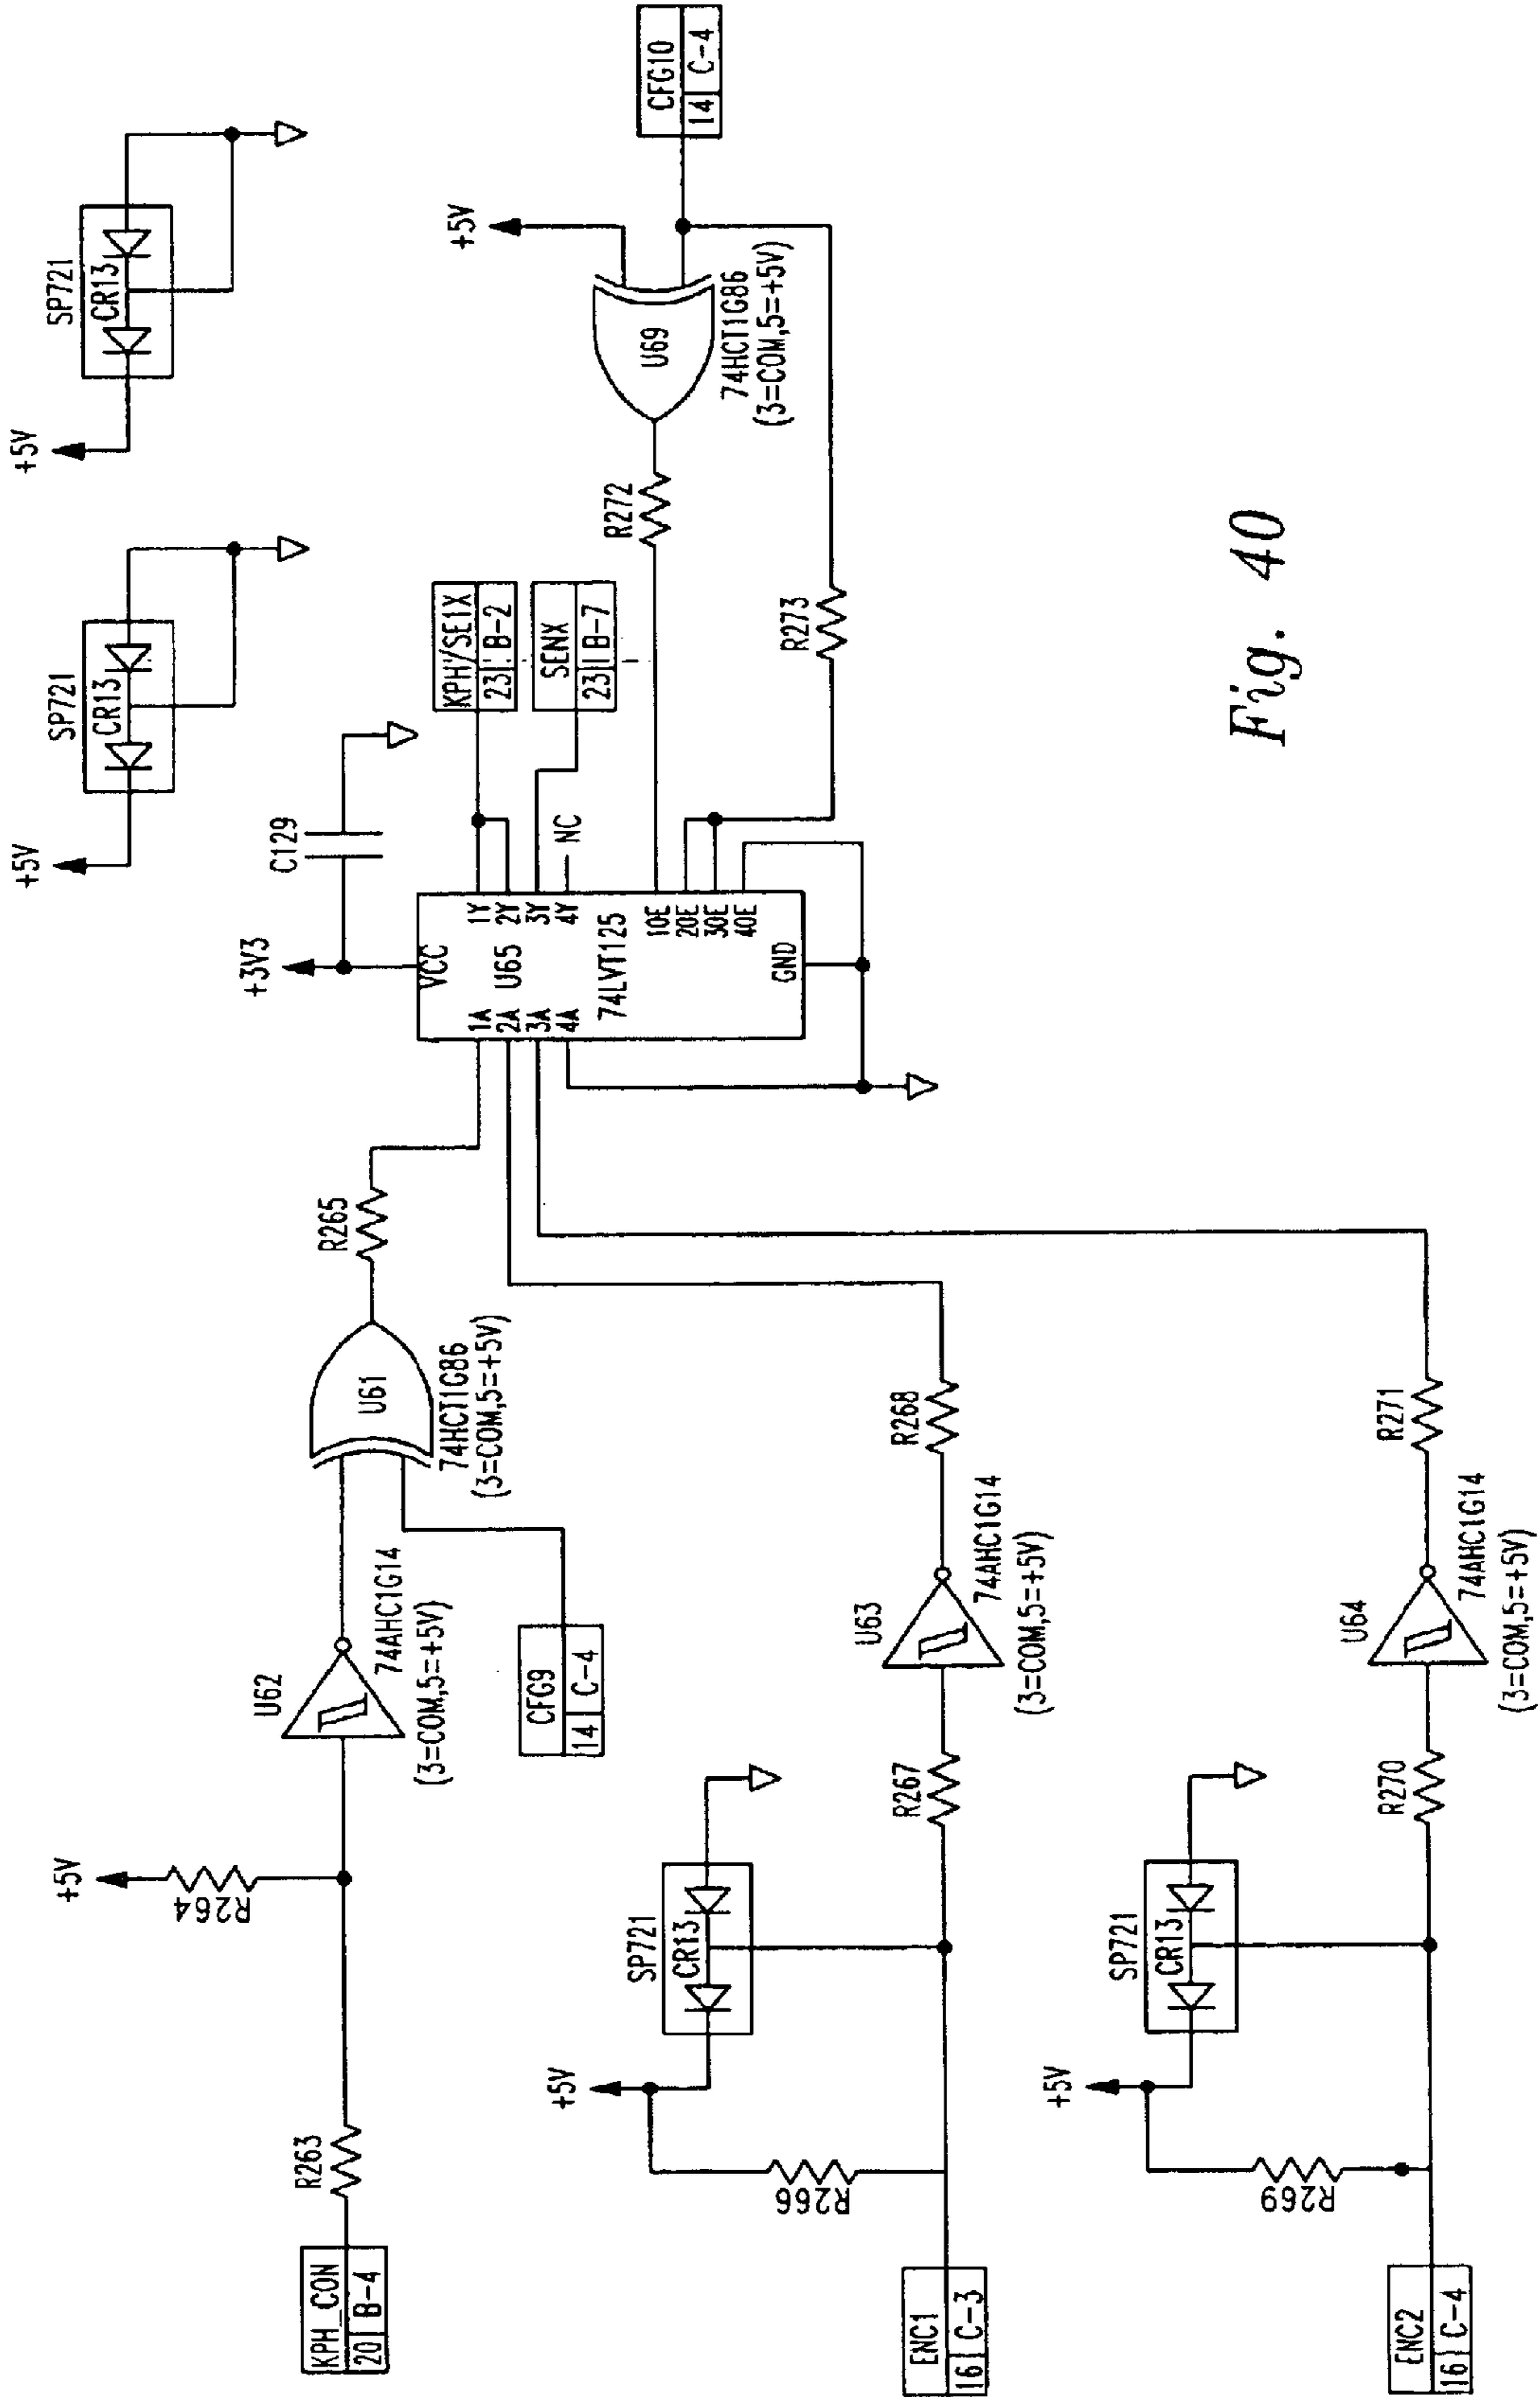 KPH_CON
20 B-4
R263
+5V
R264
U62
74AHC1G14
(3=COM,5=+5V)
CFG9
14 C-4
U61
74HCT1G86
(3=COM,5=+5V)
R265
+3V3
C129
+5V
SP721
CR13
+5V
SP721
CR13
VCC
1A
2A
3A
4A
U65
74LVT125
1Y
2Y
3Y
4Y
NC
1OE
2OE
3OE
4OE
GND
KPH/SE1X
23 B-2
SENX
23 B-7
R272
U69
74HCT1G86
(3=COM,5=+5V)
+5V
CFG10
14 C-4
R273
ENC1
16 C-3
R266
+5V
SP721
CR13
R267
U63
74AHC1G14
(3=COM,5=+5V)
R268
ENC2
16 C-4
R269
+5V
SP721
CR13
R270
U64
74AHC1G14
(3=COM,5=+5V)
R271
Fig. 40